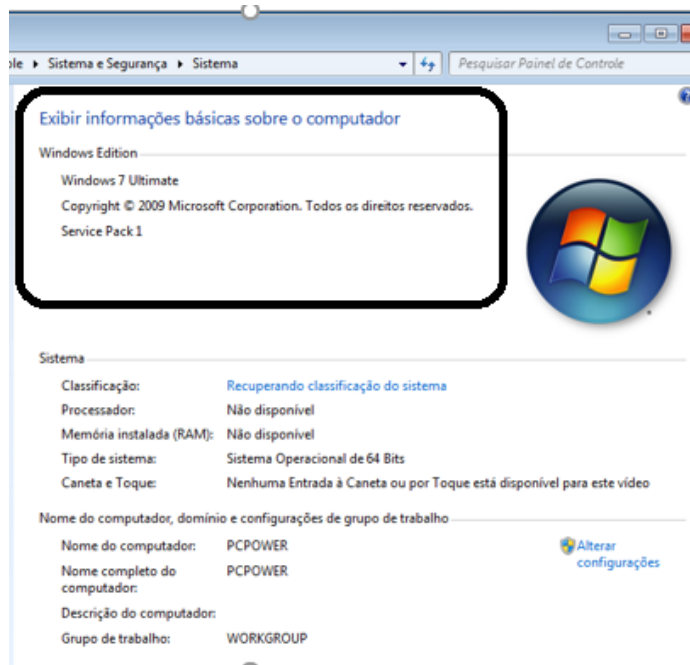 Sistema e Segurança Sistema Pesquisar Painel de Controle
Exibir informações básicas sobre o computador
Windows Edition
Windows 7 Ultimate
Copyright © 2009 Microsoft Corporation. Todos os direitos reservados.
Service Pack 1
Sistema
Classificação: Recuperando classificação do sistema
Processador: Não disponível
Memória instalada (RAM): Não disponível
Tipo de sistema: Sistema Operacional de 64 Bits
Caneta e Toque: Nenhuma Entrada à Caneta ou por Toque está disponível para este vídeo
Nome do computador, domínio e configurações de grupo de trabalho
Nome do computador: PCPOWER Alterar
configurações
Nome completo do PCPOWER
computador:
Descrição do computador:
Grupo de trabalho: WORKGROUP